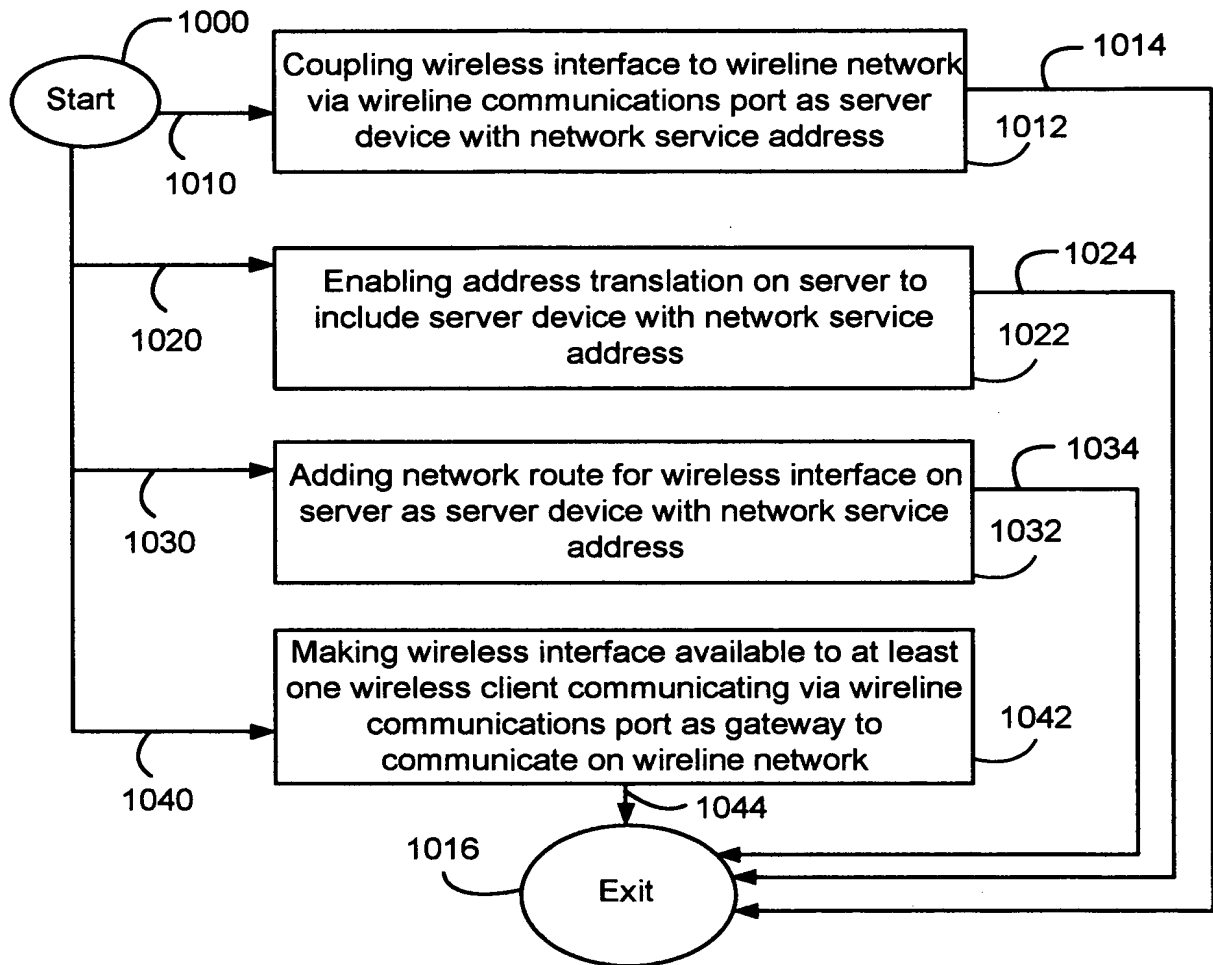 1000
Start
1010
Coupling wireless interface to wireline network
via wireline communications port as server
device with network service address
1014
1012
1020
Enabling address translation on server to
include server device with network service
address
1024
1022
1030
Adding network route for wireless interface on
server as server device with network service
address
1034
1032
1040
Making wireless interface available to at least
one wireless client communicating via wireline
communications port as gateway to
communicate on wireline network
1042
1044
1016
Exit